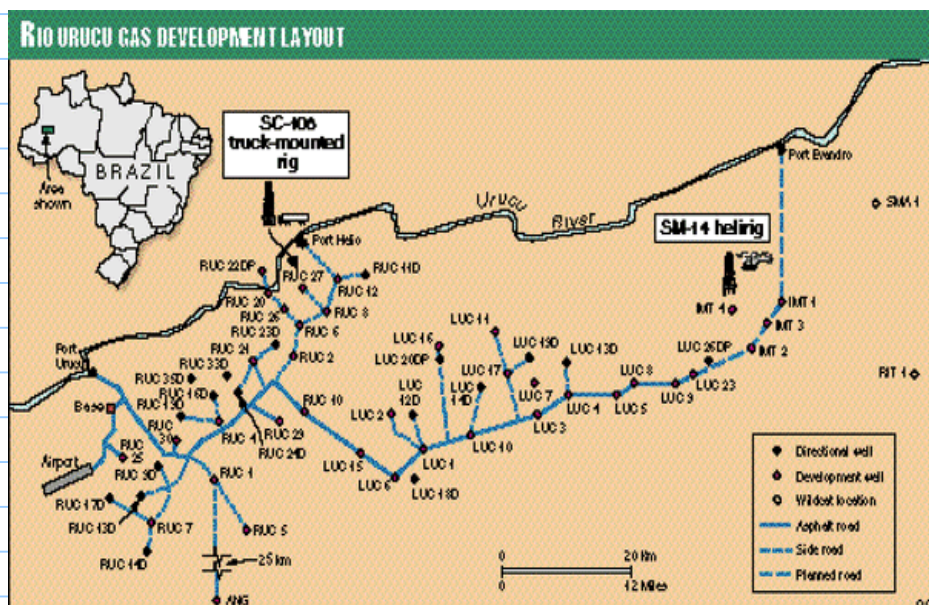 RIO URUCU GAS DEVELOPMENT LAYOUT
SC-106
truck-mounted
rig
BRAZIL
Area
shown
Urucu
River
Port Evandro
SMA 1
SM-14 helirig
Port Helio
RUC 22DP
RUC 27
RUC 11D
RUC 12
RUC 20
RUC 26
RUC 8
RUC 23D
RUC 6
IMT 4
IMT 1
IMT 3
IMT 2
LUC 11
LUC 16
LUC 20DP
LUC 19D
LUC 13D
LUC 26DP
Port
Urucu
RUC 21
RUC 2
RUC 33D
RUC 35D
RUC 16D
RUC 19D
LUC 17
LUC 7
LUC 8
LUC 23
LUC 9
LUC 5
LUC 4
RIT 1
Base
RUC 10
LUC 2
LUC
12D
LUC
14D
LUC 3
RUC
30
RUC 4
RUC 29
RUC 24D
LUC 10
LUC 1
RUC
25
RUC 9D
Airport
RUC 1
LUC 15
LUC 6
LUC 18D
RUC 17D
RUC 13D
RUC 7
RUC 5
RUC 14D
25 km
ANG
0
20 Km
0
12 Miles
Directional well
Development well
Wildcat location
Asphalt road
Side road
Planned road